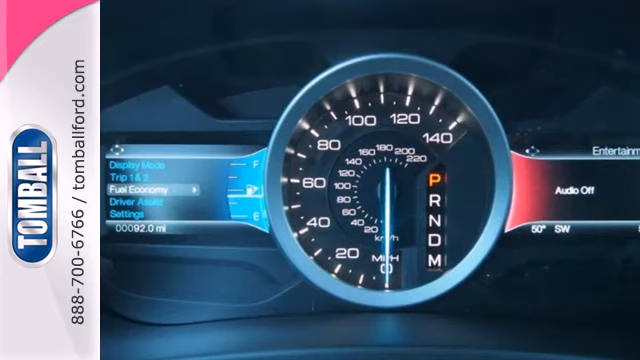 TOMBALL
888-700-6766 / tomballford.com
Display Mode
Trip 1 & 2
Fuel Economy
Driver Assist
Settings
00092.0 mi
F
E
0
20
40
60
80
100
120
140
20
40
60
80
100
120
140
160
180
200
220
km/h
MPH
P
R
N
D
M
Entertainm
Audio Off
50° SW